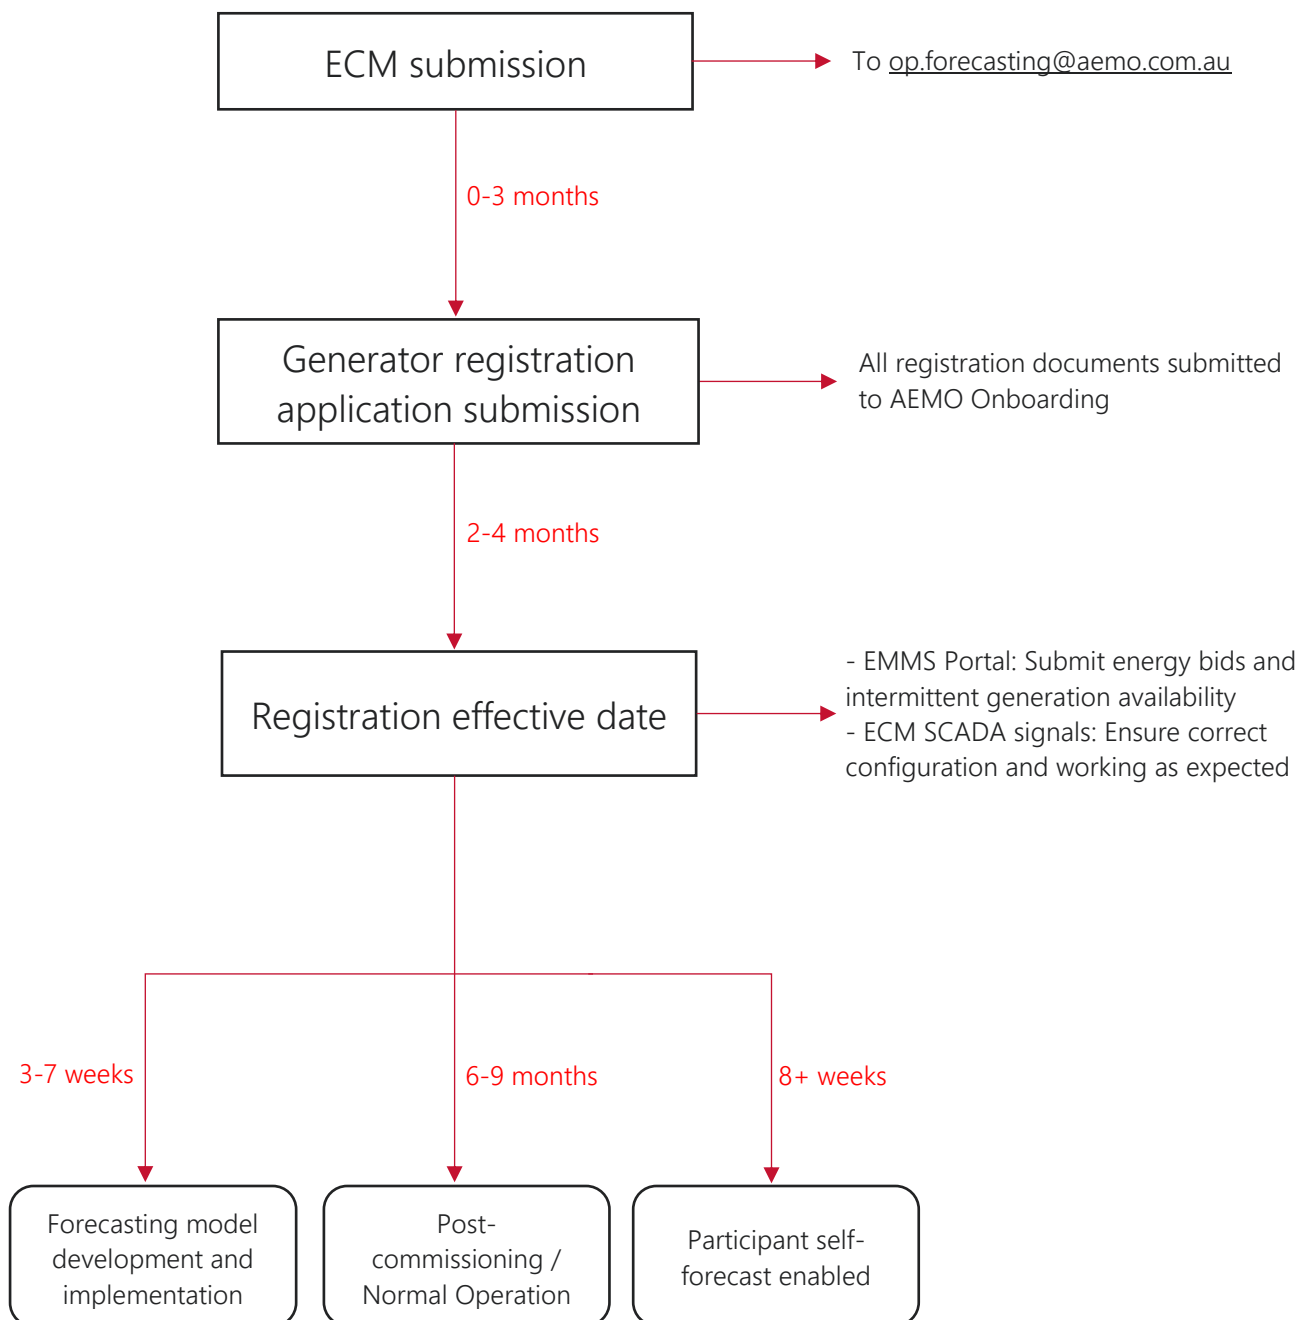 ECM submission
To op.forecasting@aemo.com.au
0-3 months
Generator registration
application submission
All registration documents submitted
to AEMO Onboarding
2-4 months
Registration effective date
- EMMS Portal: Submit energy bids and
intermittent generation availability
- ECM SCADA signals: Ensure correct
configuration and working as expected
3-7 weeks
6-9 months
8+ weeks
Forecasting model
development and
implementation
Post-
commissioning /
Normal Operation
Participant self-
forecast enabled